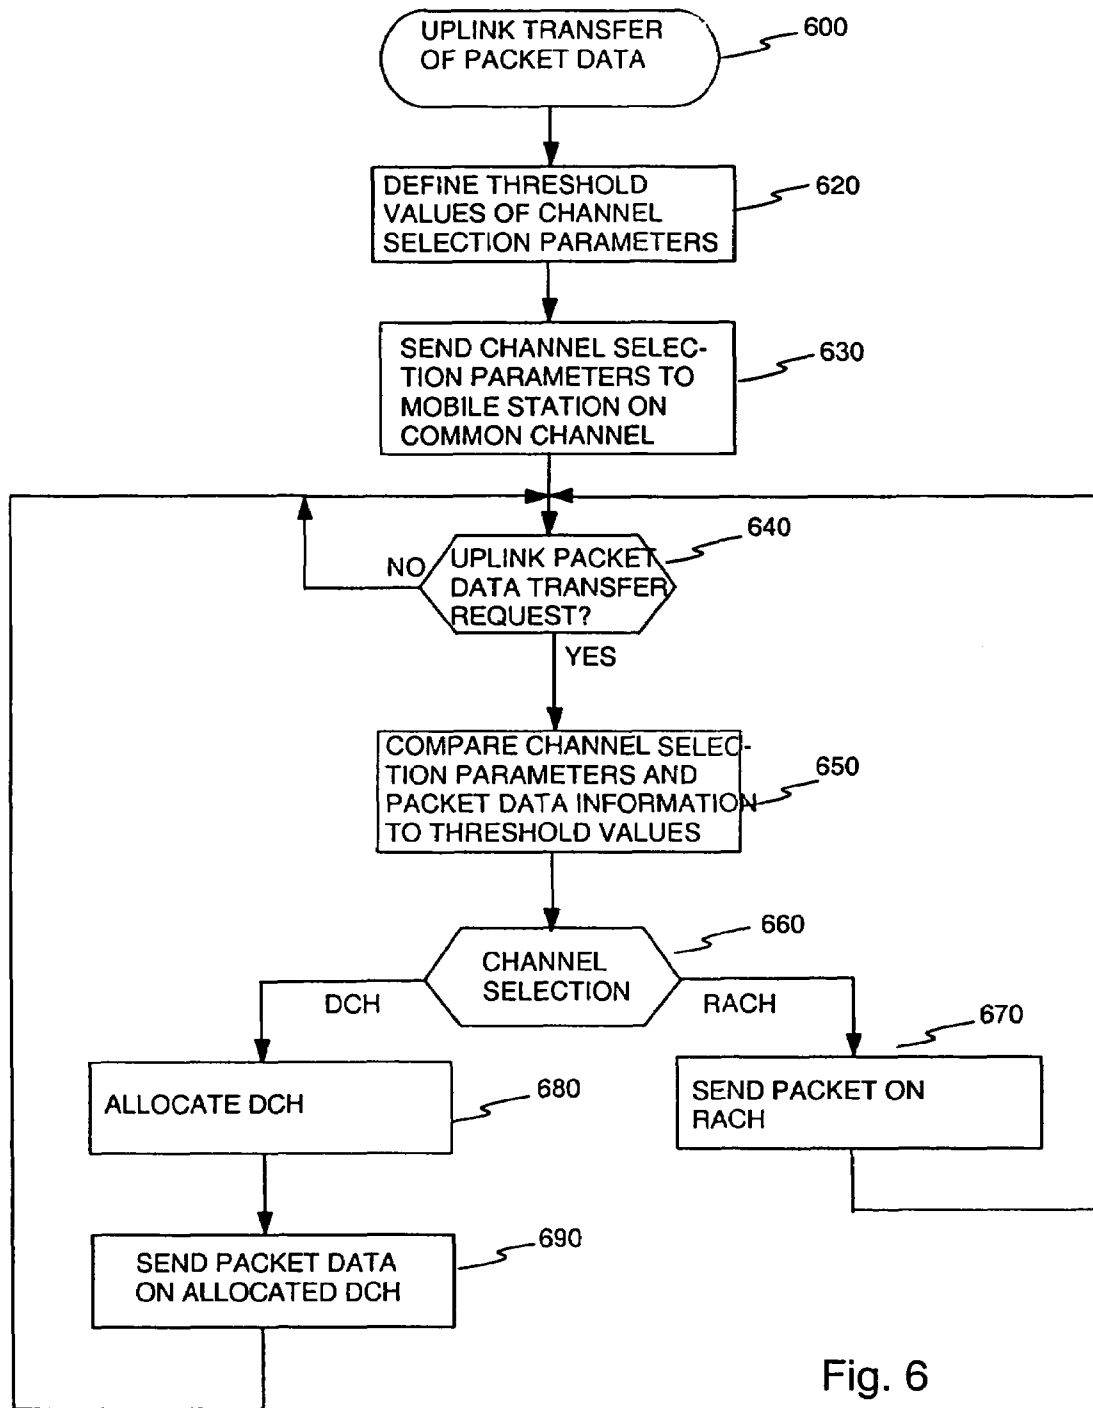 UPLINK TRANSFER
OF PACKET DATA
600
DEFINE THRESHOLD
VALUES OF CHANNEL
SELECTION PARAMETERS
620
SEND CHANNEL SELEC-
TION PARAMETERS TO
MOBILE STATION ON
COMMON CHANNEL
630
640
NO
UPLINK PACKET
DATA TRANSFER
REQUEST?
YES
COMPARE CHANNEL SELEC-
TION PARAMETERS AND
PACKET DATA INFORMATION
TO THRESHOLD VALUES
650
660
CHANNEL
SELECTION
DCH
RACH
670
ALLOCATE DCH
680
SEND PACKET ON
RACH
SEND PACKET DATA
ON ALLOCATED DCH
690
Fig. 6